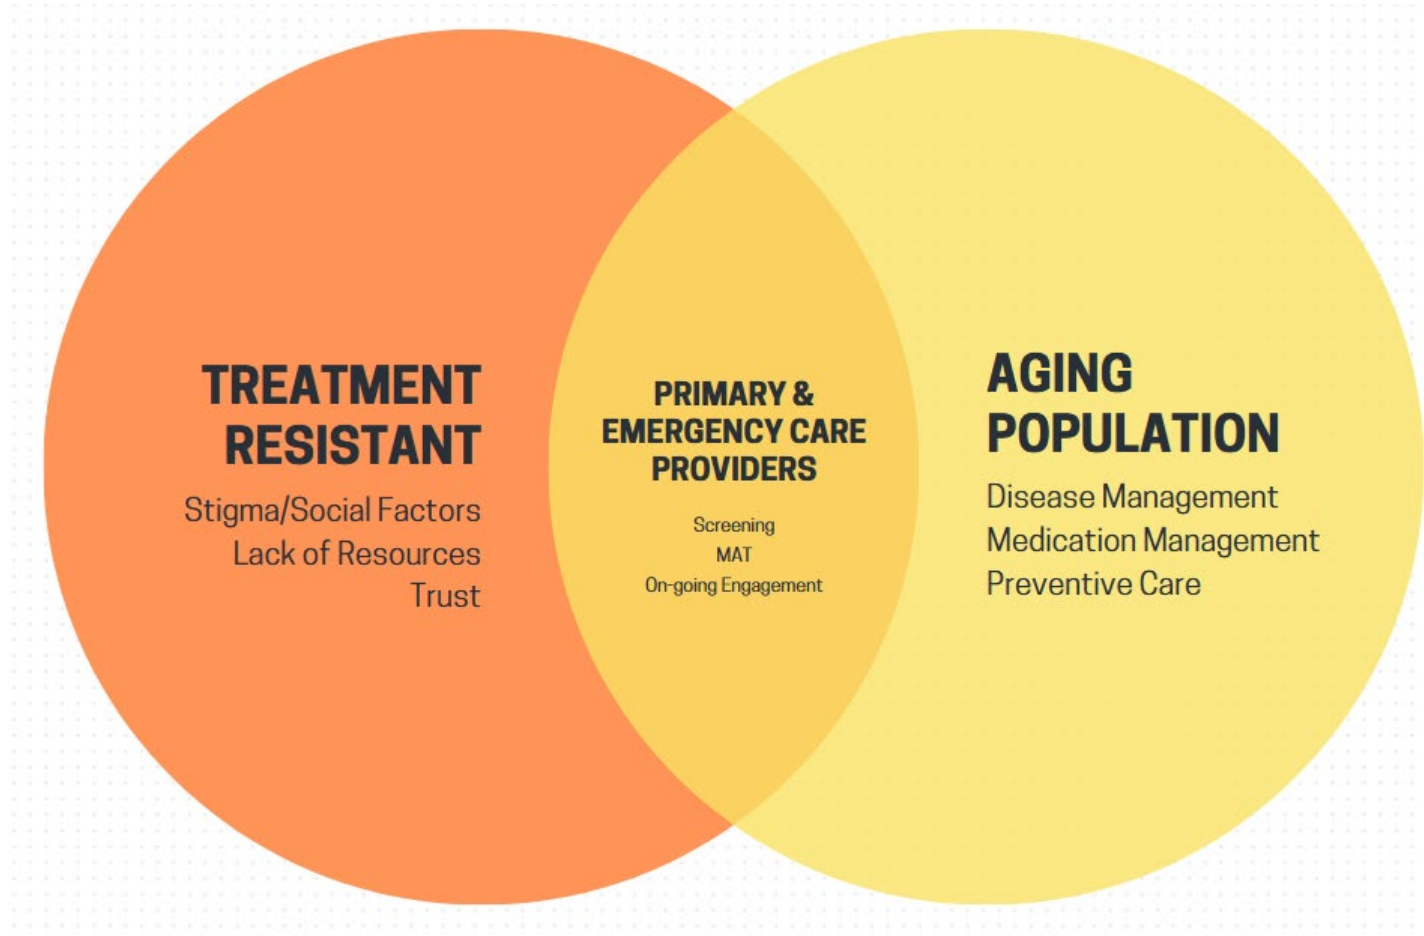 TREATMENT
RESISTANT
Stigma/Social Factors
Lack of Resources
Trust
PRIMARY &
EMERGENCY CARE
PROVIDERS
Screening
MAT
On-going Engagement
AGING
POPULATION
Disease Management
Medication Management
Preventive Care